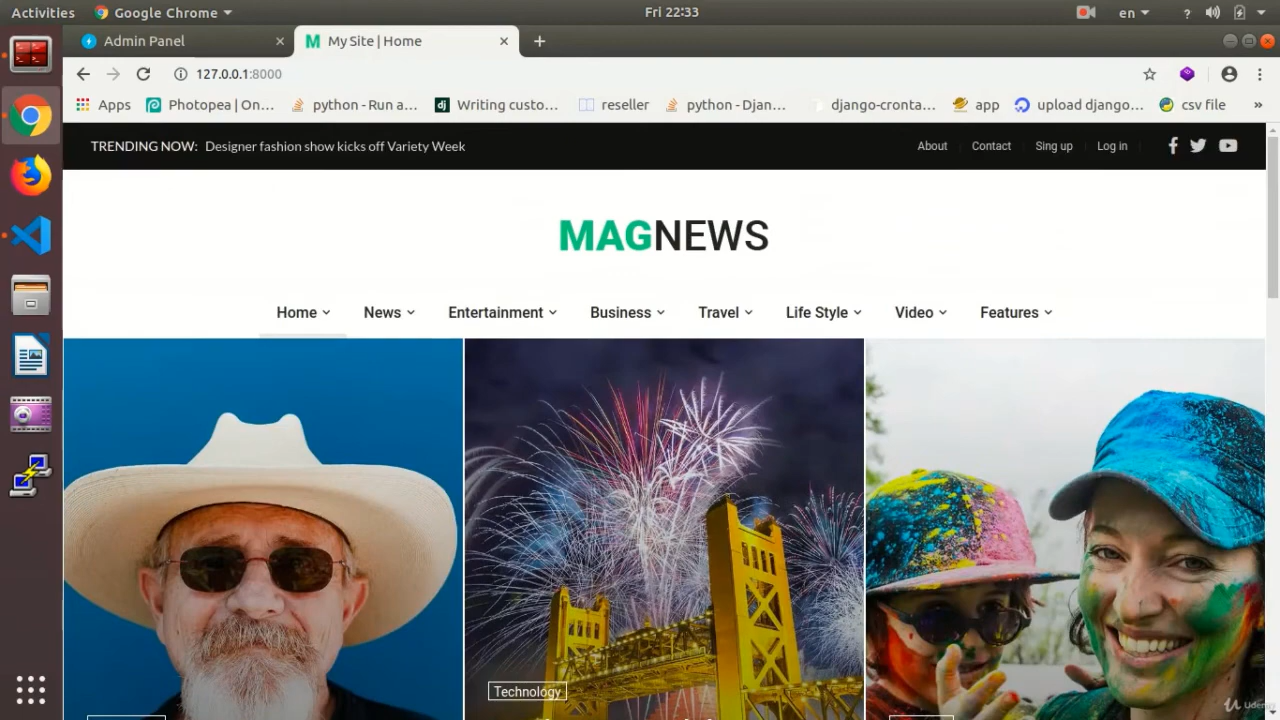 Activities Google Chrome Fri 22:33 en ?
Admin Panel × My Site | Home × +
127.0.0.1:8000
Apps Photopea | On... python - Run a... Writing custo... reseller python - Djan... django-cronta... app upload django... csv file »
TRENDING NOW: Designer fashion show kicks off Variety Week About Contact Sing up Log in
MAGNEWS
Home News Entertainment Business Travel Life Style Video Features
Technology